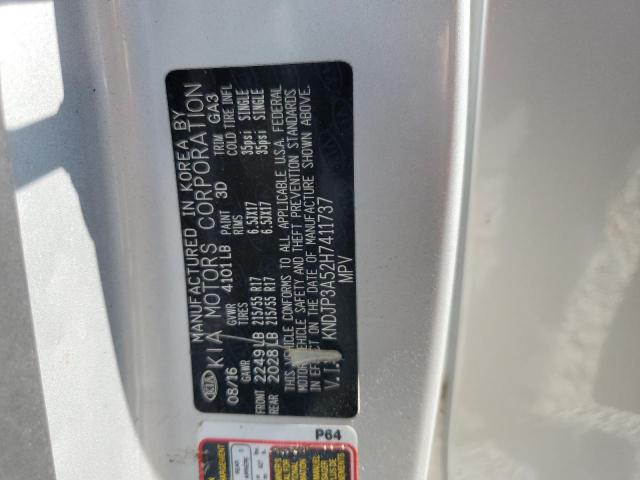 MANUFACTURED IN KOREA BY
KIA KIA MOTORS CORPORATION
08/16 GVWR 4101LB PAINT 3D TRIM GA3
GAWR TIRES RIMS COLD TIRE INFL
FRONT 2249LB 215/55 R17 6.5JX17 35psi SINGLE
REAR 2028LB 215/55 R17 6.5JX17 35psi SINGLE
THIS VEHICLE CONFORMS TO ALL APPLICABLE U.S.A. FEDERAL
MOTOR VEHICLE SAFETY AND THEFT PREVENTION STANDARDS
IN EFFECT ON THE DATE OF MANUFACTURE SHOWN ABOVE.
V.I. KNDJP3A52H7411737
MPV
P64